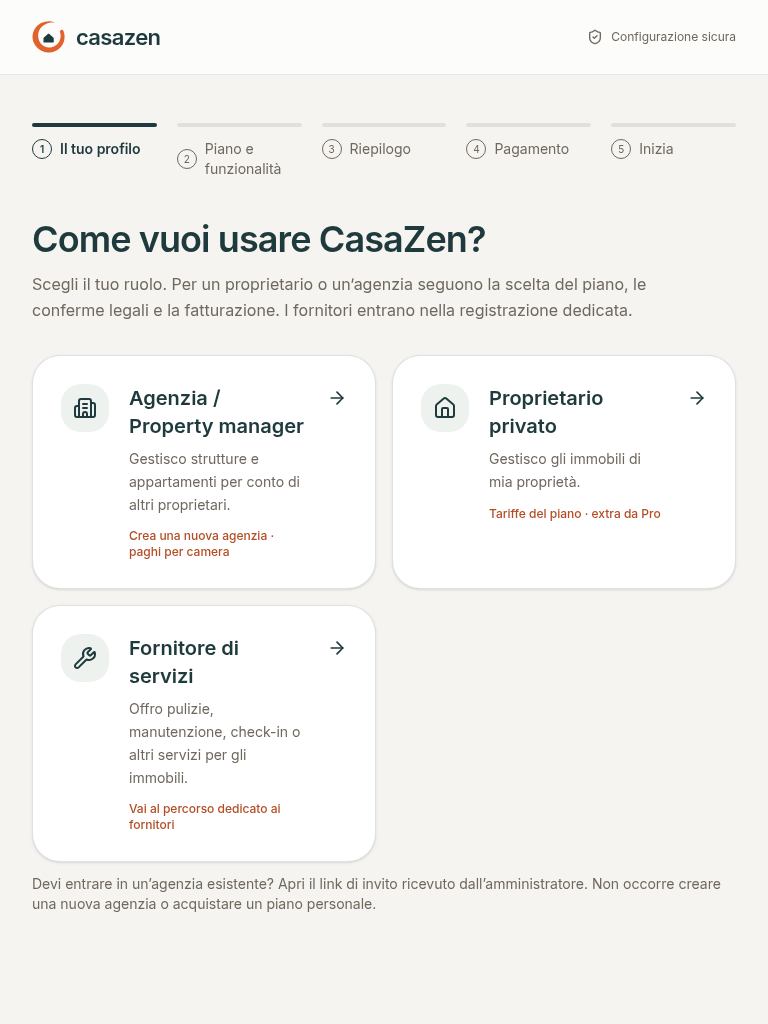 casazen
Configurazione sicura
1 Il tuo profilo
2 Piano e
funzionalità
3 Riepilogo
4 Pagamento
5 Inizia
Come vuoi usare CasaZen?
Scegli il tuo ruolo. Per un proprietario o un’agenzia seguono la scelta del piano, le
conferme legali e la fatturazione. I fornitori entrano nella registrazione dedicata.
Agenzia /
Property manager
Gestisco strutture e
appartamenti per conto di
altri proprietari.
Crea una nuova agenzia ·
paghi per camera
Proprietario
privato
Gestisco gli immobili di
mia proprietà.
Tariffe del piano · extra da Pro
Fornitore di
servizi
Offro pulizie,
manutenzione, check-in o
altri servizi per gli
immobili.
Vai al percorso dedicato ai
fornitori
Devi entrare in un’agenzia esistente? Apri il link di invito ricevuto dall’amministratore. Non occorre creare
una nuova agenzia o acquistare un piano personale.